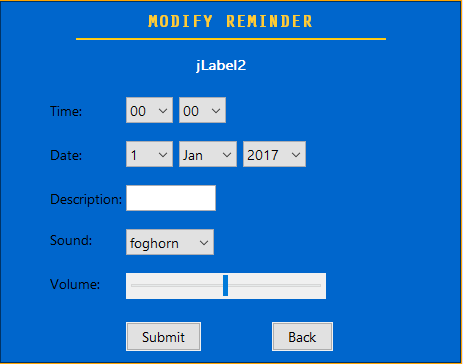 MODIFY REMINDER
jLabel2
Time: 00 00
Date: 1 Jan 2017
Description:
Sound: foghorn
Volume:
Submit Back